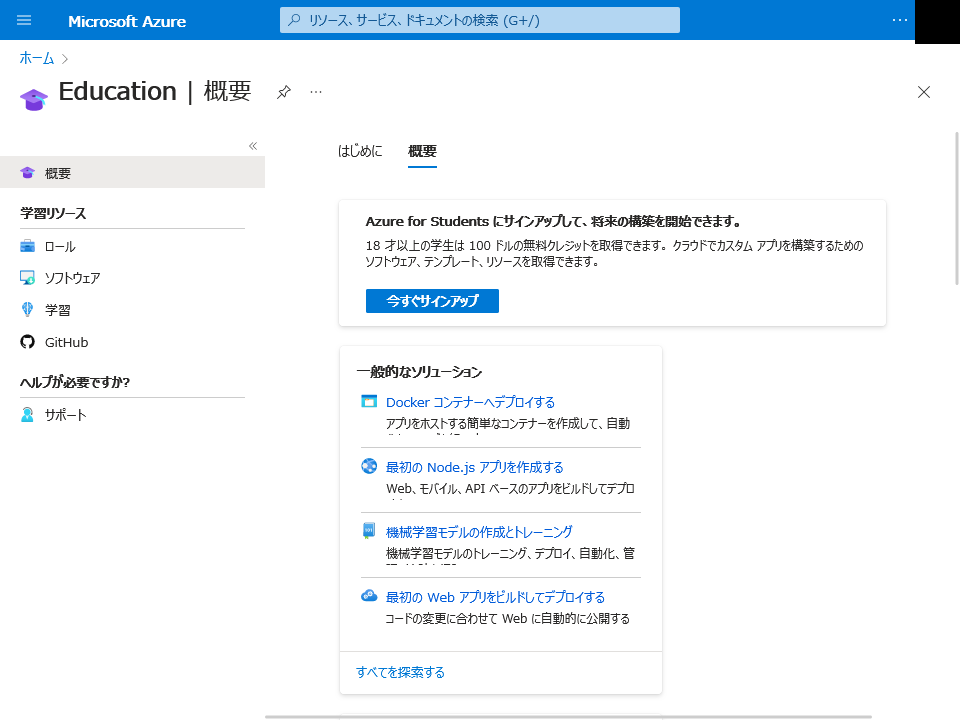 Microsoft Azure
リソース、サービス、ドキュメントの検索 (G+/)
ホーム
Education | 概要
はじめに
概要
概要
学習リソース
ロール
ソフトウェア
学習
GitHub
ヘルプが必要ですか?
サポート
Azure for Students にサインアップして、将来の構築を開始できます。
18 才以上の学生は 100 ドルの無料クレジットを取得できます。クラウドでカスタム アプリを構築するための
ソフトウェア、テンプレート、リソースを取得できます。
今すぐサインアップ
一般的なソリューション
Docker コンテナーへデプロイする
アプリをホストする簡単なコンテナーを作成して、自動
最初の Node.js アプリを作成する
Web、モバイル、API ベースのアプリをビルドしてデプロ
機械学習モデルの作成とトレーニング
機械学習モデルのトレーニング、デプロイ、自動化、管
最初の Web アプリをビルドしてデプロイする
コードの変更に合わせて Web に自動的に公開する
すべてを探索する